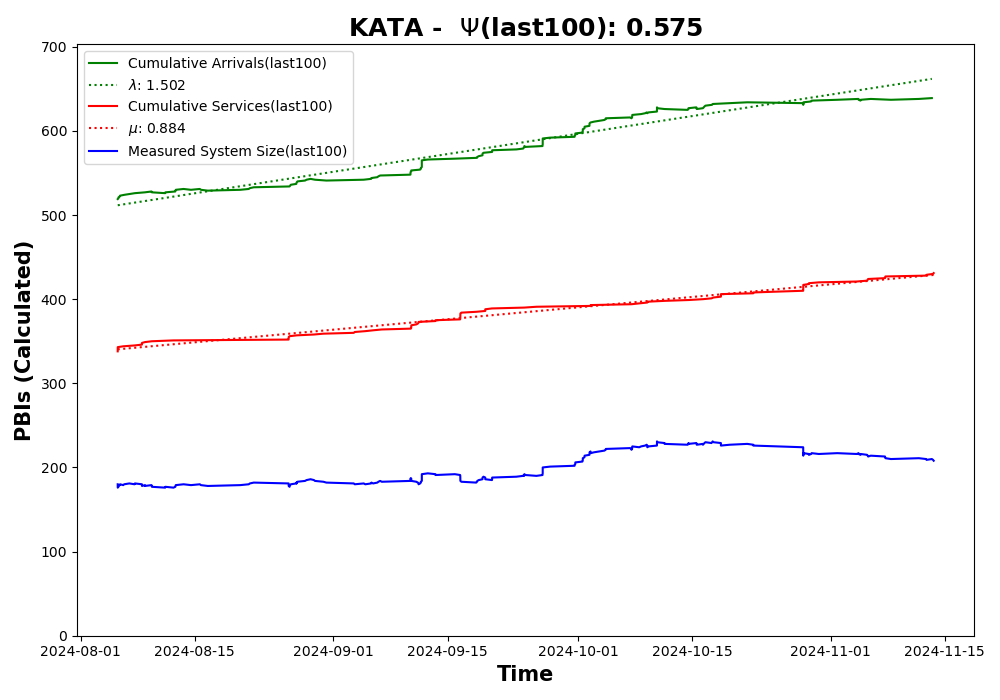 KATA - Ψ(last100): 0.575
Cumulative Arrivals(last100)
λ: 1.502
Cumulative Services(last100)
μ: 0.884
Measured System Size(last100)
PBIs (Calculated)
700
600
500
400
300
200
100
0
2024-08-01 2024-08-15 2024-09-01 2024-09-15 2024-10-01 2024-10-15 2024-11-01 2024-11-15
Time